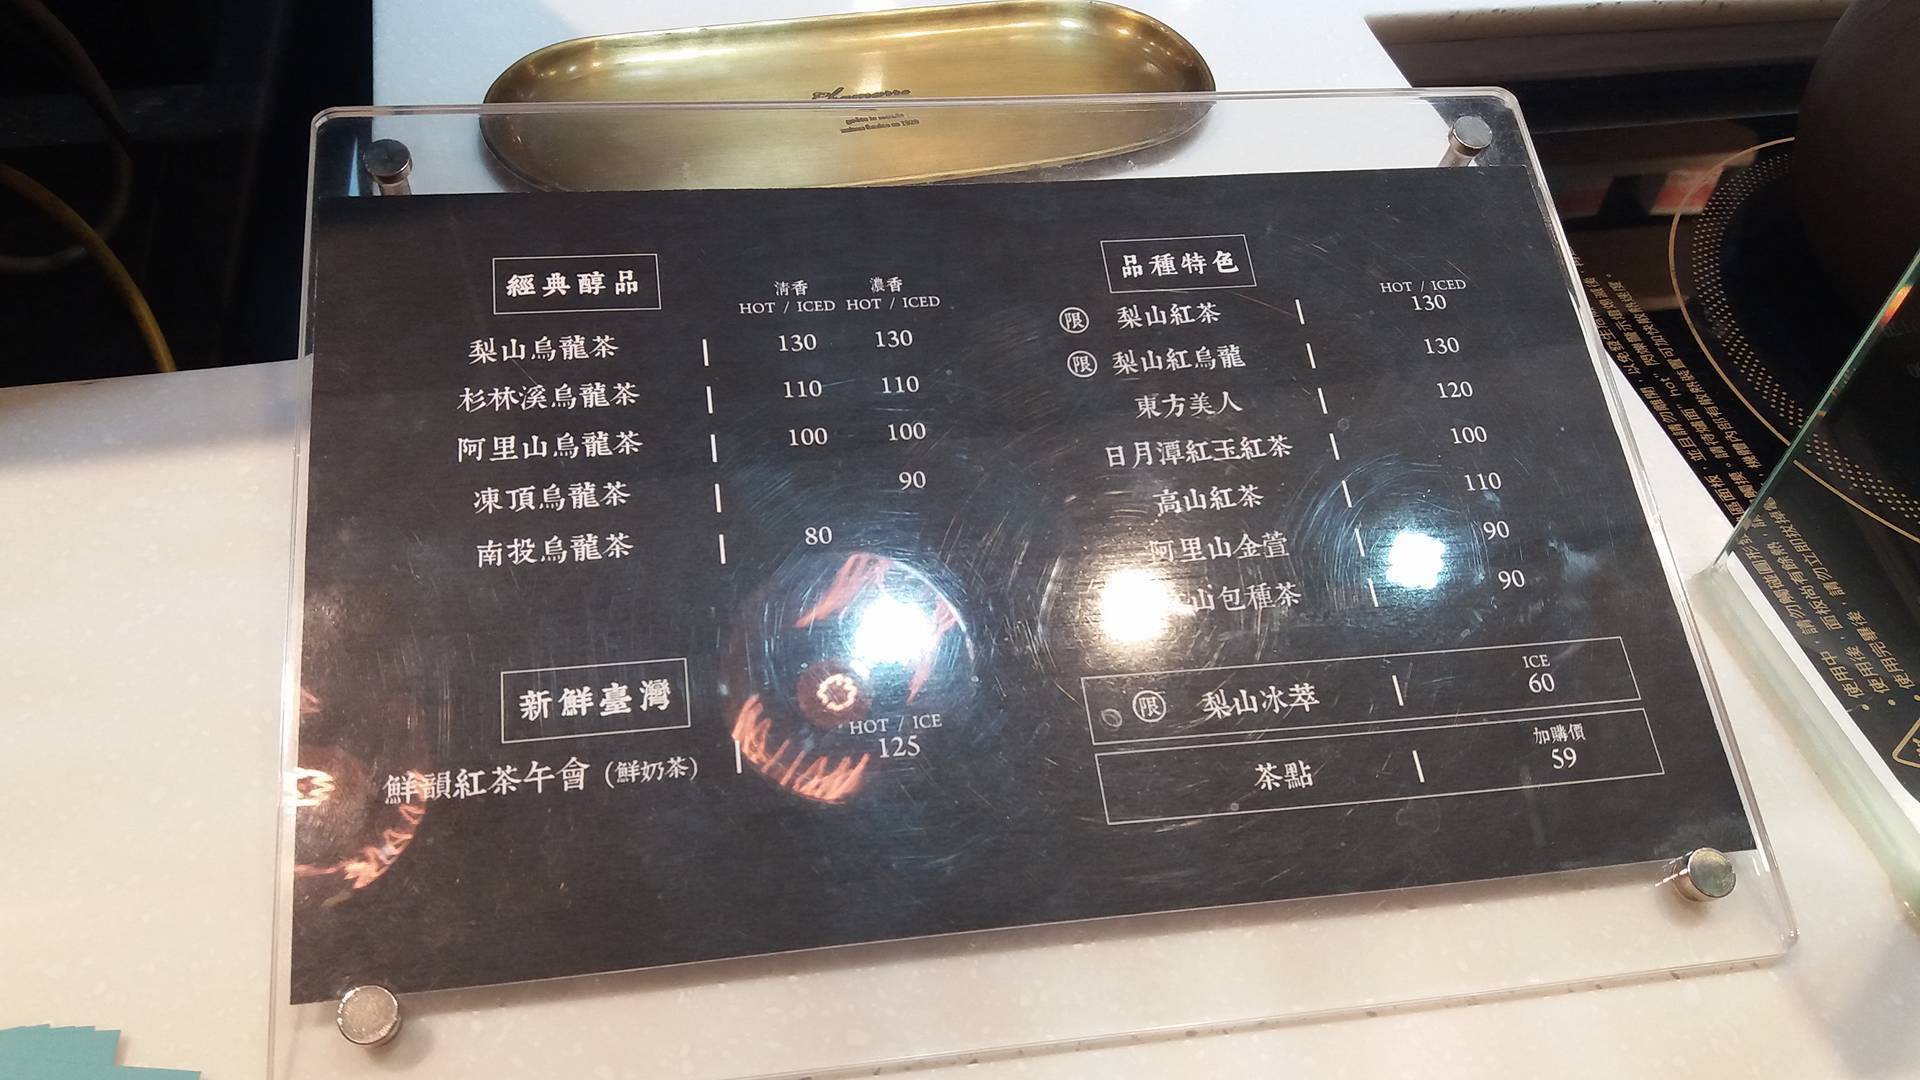 經典醇品
清香 濃香
HOT / ICED HOT / ICED
梨山烏龍茶 | 130 130
杉林溪烏龍茶 | 110 110
阿里山烏龍茶 | 100 100
凍頂烏龍茶 | 90
南投烏龍茶 | 80
新鮮臺灣
HOT / ICE
鮮韻紅茶午會 (鮮奶茶) | 125
品種特色
HOT / ICED
限 梨山紅茶 | 130
限 梨山紅烏龍 | 130
東方美人 | 120
日月潭紅玉紅茶 | 100
高山紅茶 | 110
阿里山金萱 | 90
山包種茶 | 90
ICE
限 梨山冰萃 | 60
加購價
茶點 | 59